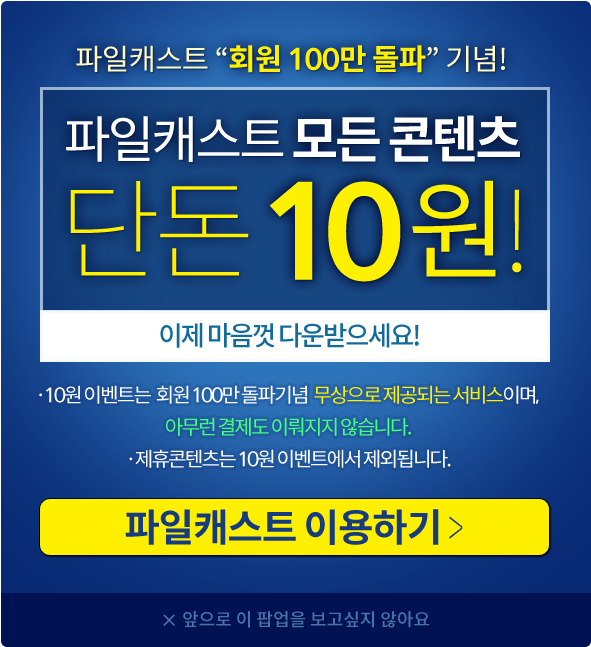 파일캐스트 “회원 100만 돌파” 기념!
파일캐스트 모든 콘텐츠
단돈 10원!
이제 마음껏 다운받으세요!
· 10원 이벤트는 회원 100만 돌파기념 무상으로 제공되는 서비스이며,
아무런 결제도 이뤄지지 않습니다.
· 제휴콘텐츠는 10원 이벤트에서 제외됩니다.
파일캐스트 이용하기 >
× 앞으로 이 팝업을 보고싶지 않아요